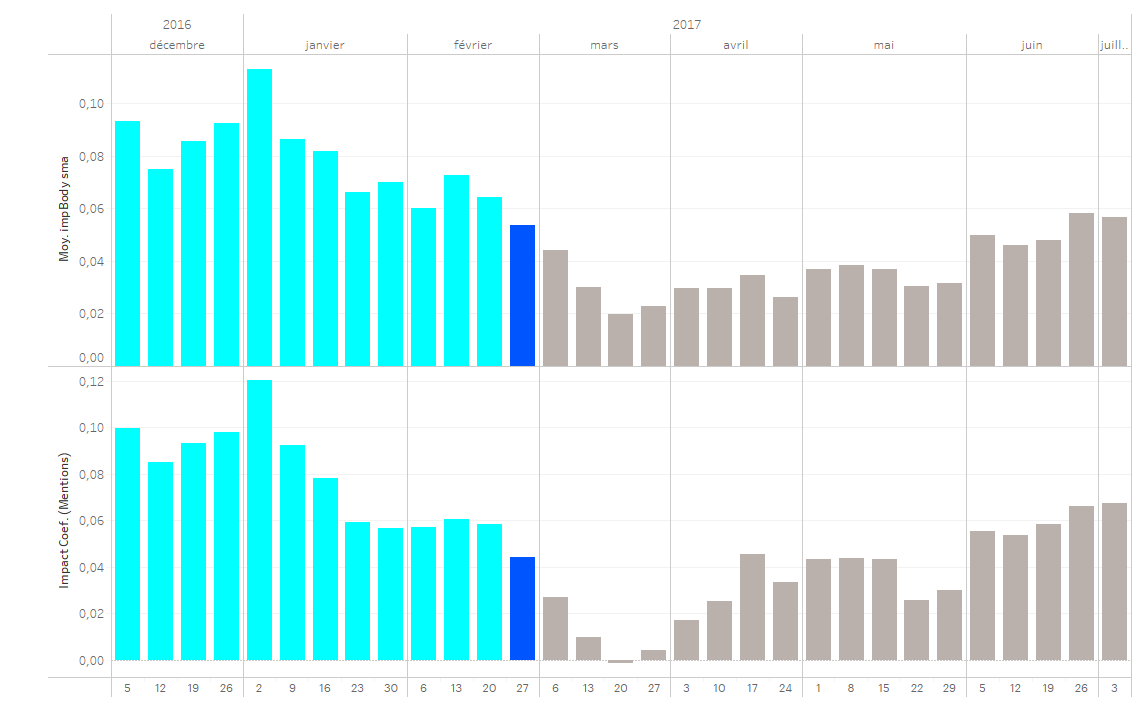 2016
2017
décembre
janvier
février
mars
avril
mai
juin
juill..
Moy. impBody sma
0,10
0,08
0,06
0,04
0,02
0,00
Impact Coef. (Mentions)
0,12
0,10
0,08
0,06
0,04
0,02
0,00
5 12 19 26 2 9 16 23 30 6 13 20 27 6 13 20 27 3 10 17 24 1 8 15 22 29 5 12 19 26 3